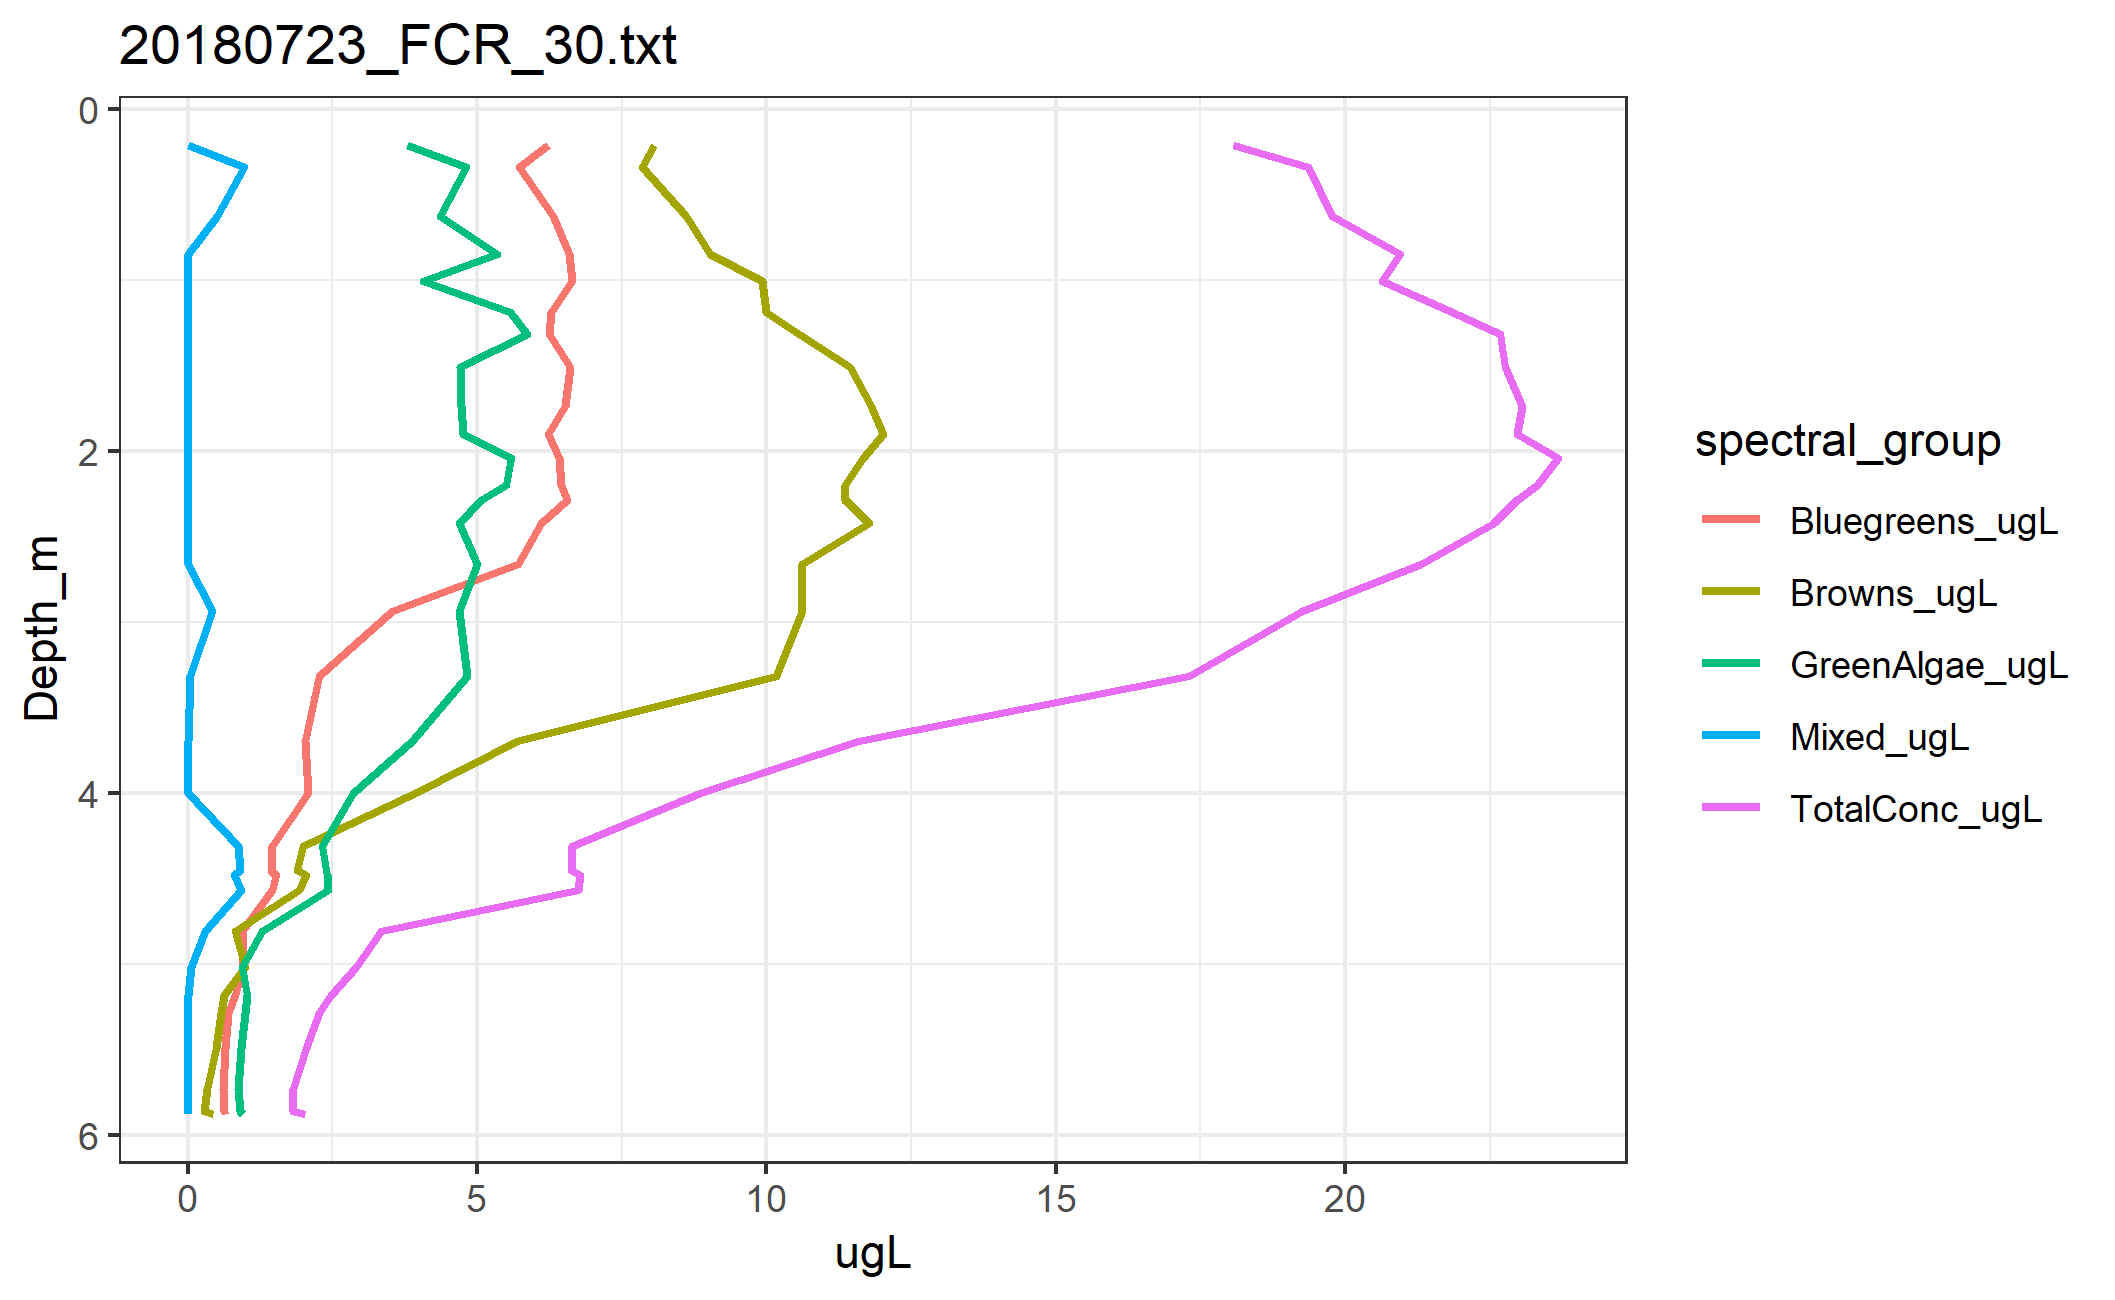 20180723_FCR_30.txt
0
2
4
6
Depth_m
0 5 10 15 20
ugL
spectral_group
Bluegreens_ugL
Browns_ugL
GreenAlgae_ugL
Mixed_ugL
TotalConc_ugL